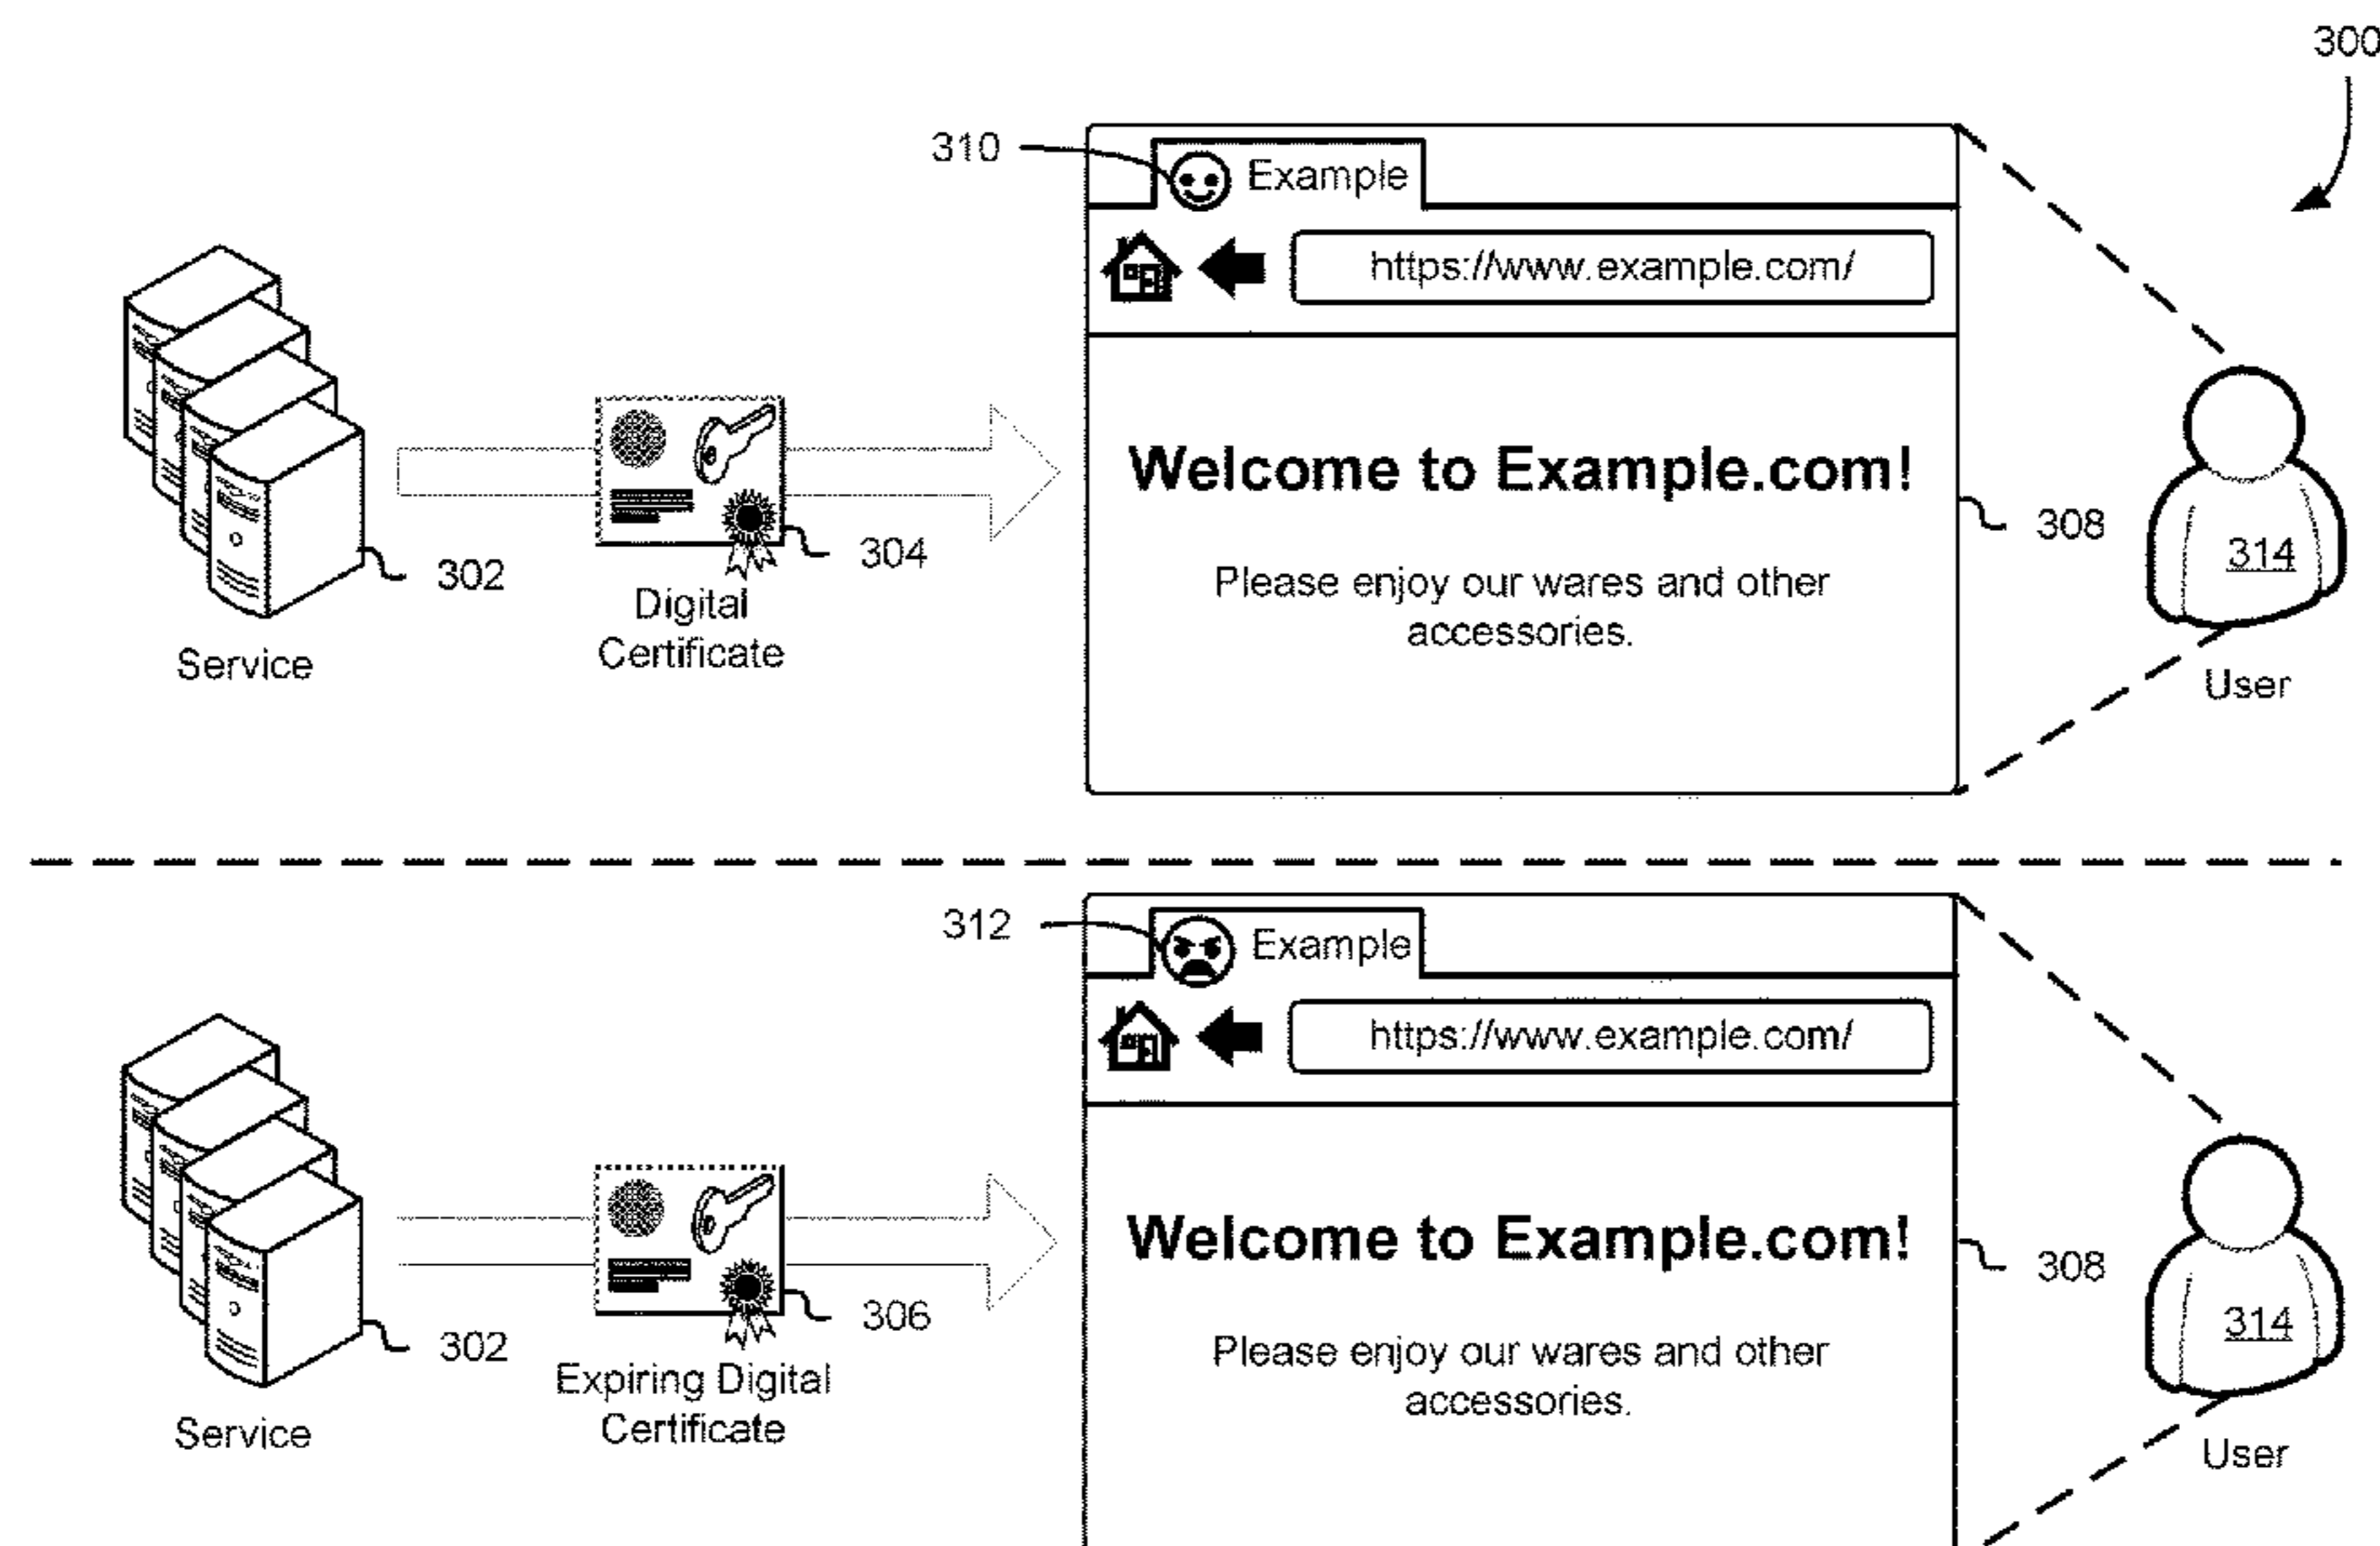 300
310
Example
https://www.example.com/
Welcome to Example.com!
308
314
304
302
Please enjoy our wares and other
accessories.
Digital
Certificate
Service
User
312
Example
https://www.example.com/
Welcome to Example.com!
308
314
306
302
Please enjoy our wares and other
accessories.
Expiring Digital
Certificate
Service
User